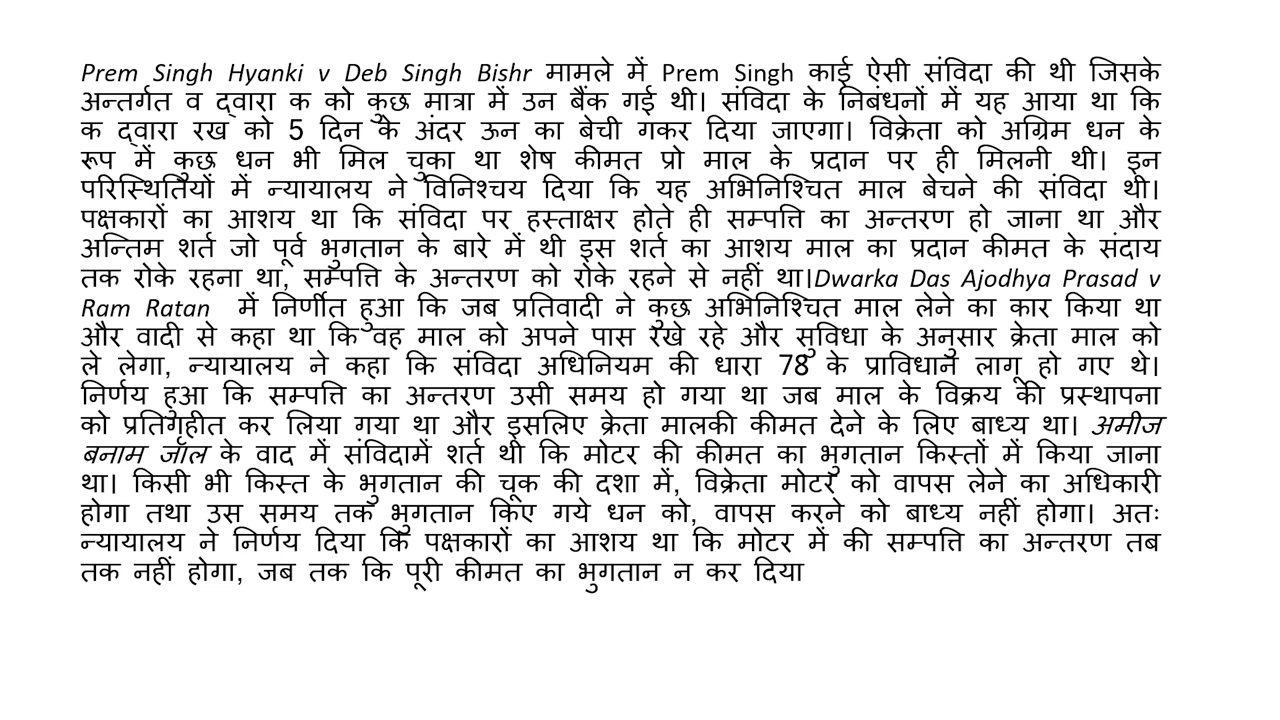 Prem Singh Hyanki v Deb Singh Bishr मामले में Prem Singh काई ऐसी संविदा की थी जिसके
अन्तर्गत व द्वारा क को कुछ मात्रा में उन बैंक गई थी। संविदा के निबंधनों में यह आया था कि
क द्वारा रख को 5 दिन के अंदर ऊन का बेची गकर दिया जाएगा। विक्रेता को अग्रिम धन के
रूप में कुछ धन भी मिल चुका था शेष कीमत प्रो माल के प्रदान पर ही मिलनी थी। इन
परिस्थितियों में न्यायालय ने विनिश्चय दिया कि यह अभिनिश्चित माल बेचने की संविदा थी।
पक्षकारों का आशय था कि संविदा पर हस्ताक्षर होते ही सम्पत्ति का अन्तरण हो जाना था और
अन्तिम शर्त जो पूर्व भुगतान के बारे में थी इस शर्त का आशय माल का प्रदान कीमत के संदाय
तक रोके रहना था, सम्पत्ति के अन्तरण को रोके रहने से नहीं था।Dwarka Das Ajodhya Prasad v
Ram Ratan में निर्णीत हुआ कि जब प्रतिवादी ने कुछ अभिनिश्चित माल लेने का कार किया था
और वादी से कहा था कि वह माल को अपने पास रखे रहे और सुविधा के अनुसार क्रेता माल को
ले लेगा, न्यायालय ने कहा कि संविदा अधिनियम की धारा 78 के प्राविधान लागू हो गए थे।
निर्णय हुआ कि सम्पत्ति का अन्तरण उसी समय हो गया था जब माल के विक्रय की प्रस्थापना
को प्रतिगृहीत कर लिया गया था और इसलिए क्रेता मालकी कीमत देने के लिए बाध्य था। अमीज
बनाम जॉल के वाद में संविदामें शर्त थी कि मोटर की कीमत का भुगतान किस्तों में किया जाना
था। किसी भी किस्त के भुगतान की चूक की दशा में, विक्रेता मोटर को वापस लेने का अधिकारी
होगा तथा उस समय तक भुगतान किए गये धन को, वापस करने को बाध्य नहीं होगा। अतः
न्यायालय ने निर्णय दिया कि पक्षकारों का आशय था कि मोटर में की सम्पत्ति का अन्तरण तब
तक नहीं होगा, जब तक कि पूरी कीमत का भुगतान न कर दिया